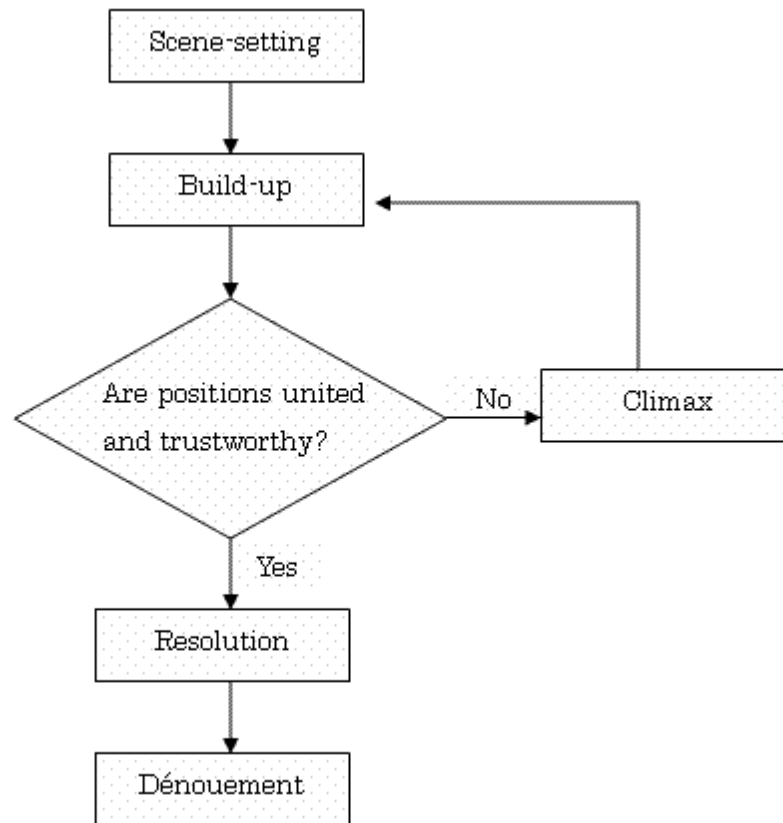 Scene-setting
Build-up
Are positions united
and trustworthy?
No
Climax
Yes
Resolution
Dénouement